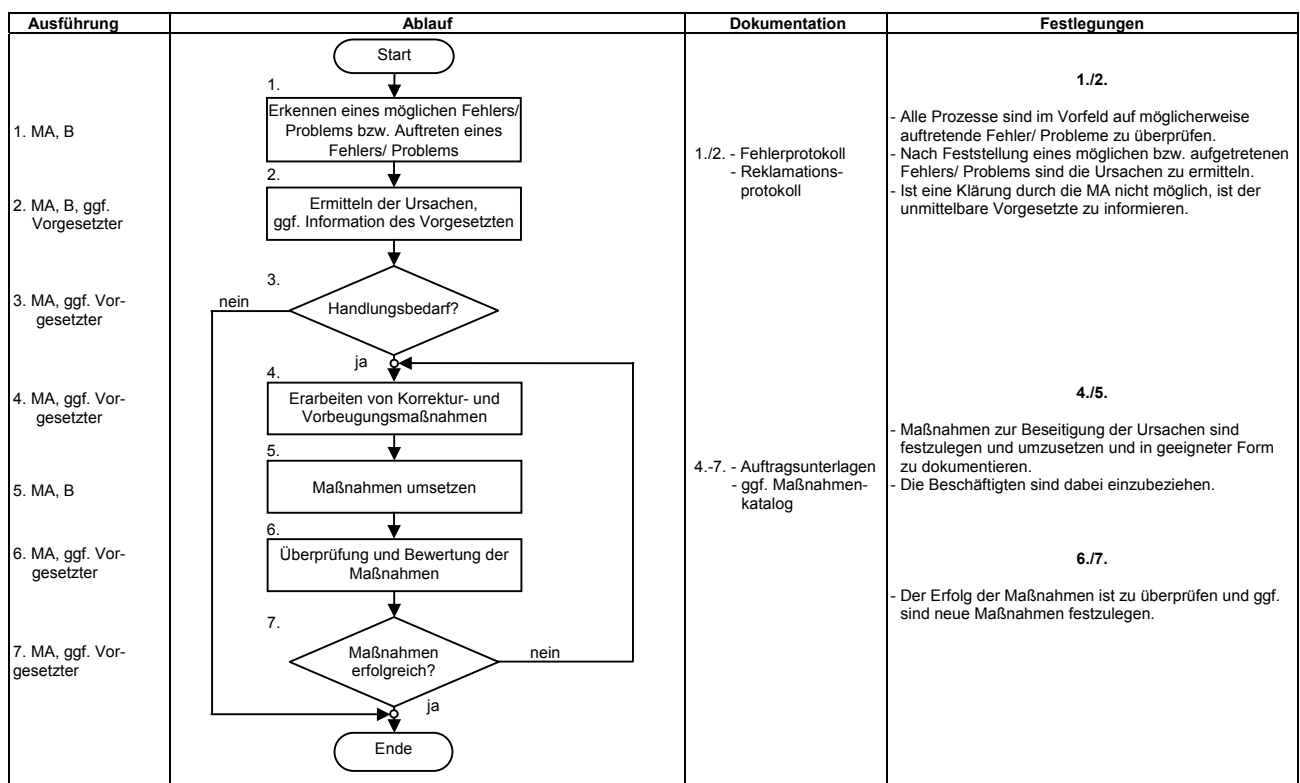 Ausführung
Ablauf
Dokumentation
Festlegungen
1. MA, B
2. MA, B, ggf.
Vorgesetzter
3. MA, ggf. Vor-
gesetzter
4. MA, ggf. Vor-
gesetzter
5. MA, B
6. MA, ggf. Vor-
gesetzter
7. MA, ggf. Vor-
gesetzter
Start
1.
Erkennen eines möglichen Fehlers/
Problems bzw. Auftreten eines
Fehlers/ Problems
2.
Ermitteln der Ursachen,
ggf. Information des Vorgesetzten
3.
nein
Handlungsbedarf?
ja
4.
Erarbeiten von Korrektur- und
Vorbeugungsmaßnahmen
5.
Maßnahmen umsetzen
6.
Überprüfung und Bewertung der
Maßnahmen
7.
Maßnahmen
erfolgreich?
nein
ja
Ende
1./2. - Fehlerprotokoll
- Reklamations-
protokoll
4.-7. - Auftragsunterlagen
- ggf. Maßnahmen-
katalog
1./2.
- Alle Prozesse sind im Vorfeld auf möglicherweise
auftretende Fehler/ Probleme zu überprüfen.
- Nach Feststellung eines möglichen bzw. aufgetretenen
Fehlers/ Problems sind die Ursachen zu ermitteln.
- Ist eine Klärung durch die MA nicht möglich, ist der
unmittelbare Vorgesetzte zu informieren.
4./5.
- Maßnahmen zur Beseitigung der Ursachen sind
festzulegen und umzusetzen und in geeigneter Form
zu dokumentieren.
- Die Beschäftigten sind dabei einzubeziehen.
6./7.
- Der Erfolg der Maßnahmen ist zu überprüfen und ggf.
sind neue Maßnahmen festzulegen.